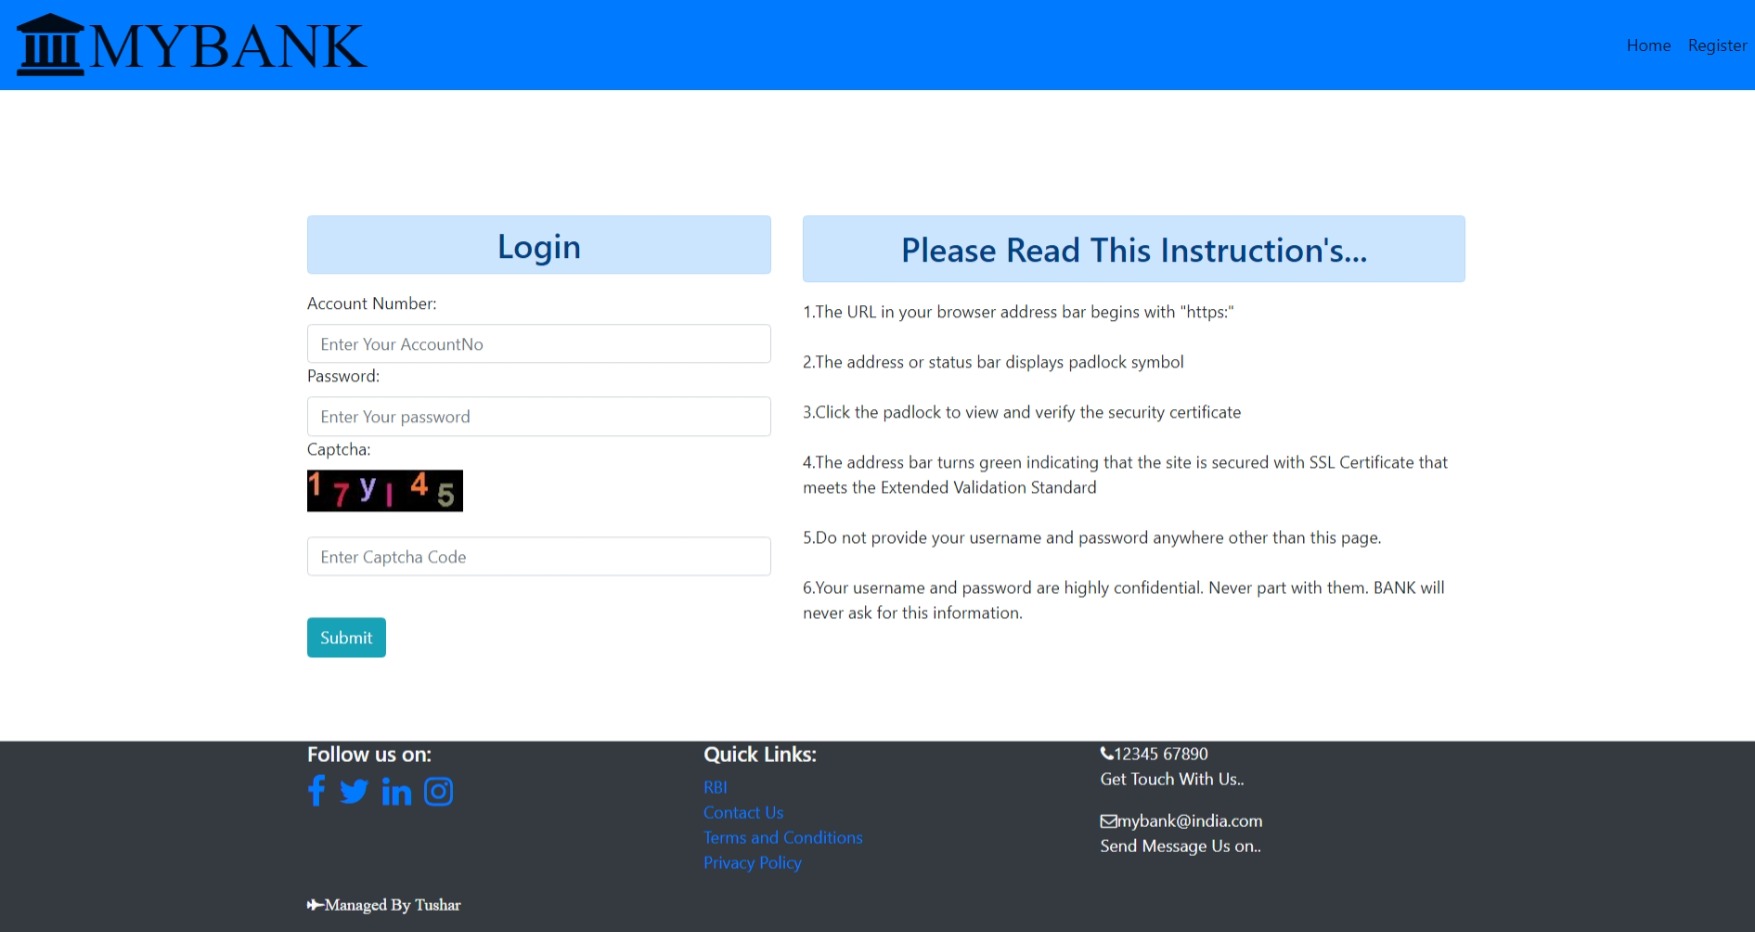 MYBANK
Home
Register
Login
Account Number:
Enter Your AccountNo
Password:
Enter Your password
Captcha:
Enter Captcha Code
Submit
Please Read This Instruction's...
1.The URL in your browser address bar begins with "https:"
2.The address or status bar displays padlock symbol
3.Click the padlock to view and verify the security certificate
4.The address bar turns green indicating that the site is secured with SSL Certificate that
meets the Extended Validation Standard
5.Do not provide your username and password anywhere other than this page.
6.Your username and password are highly confidential. Never part with them. BANK will
never ask for this information.
Follow us on:
Quick Links:
RBI
Contact Us
Terms and Conditions
Privacy Policy
12345 67890
Get Touch With Us..
mybank@india.com
Send Message Us on..
Managed By Tushar